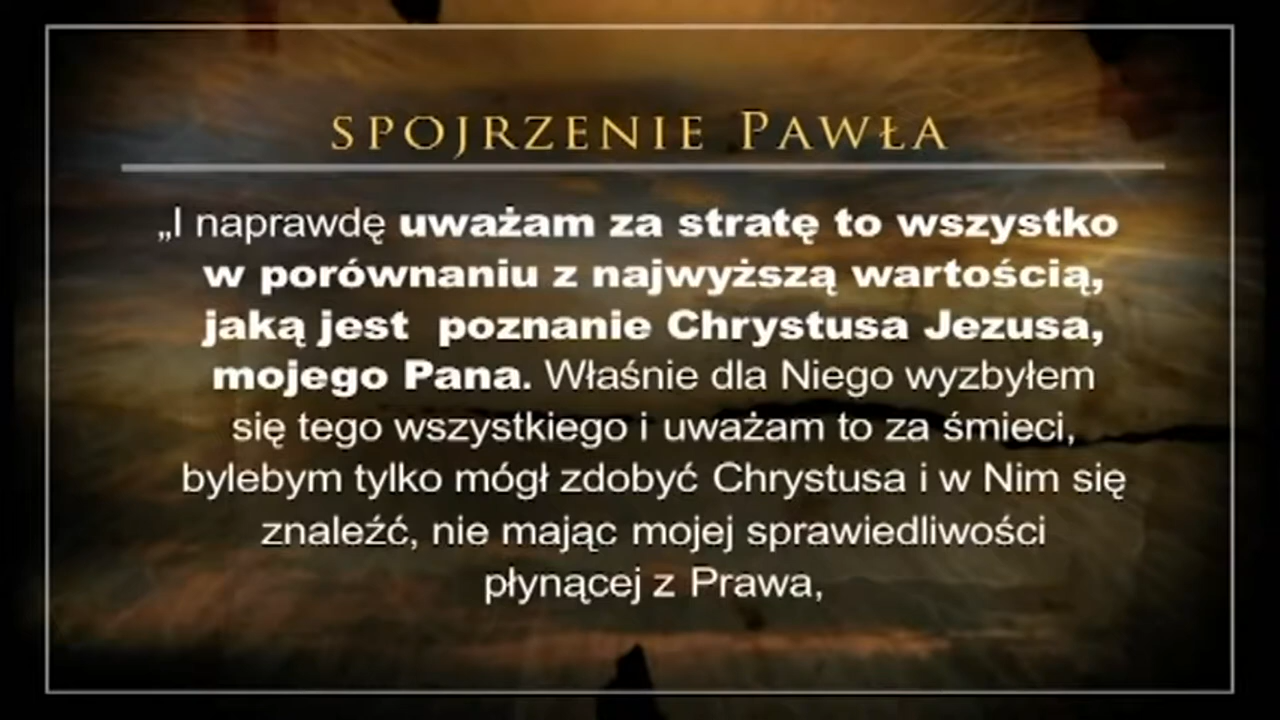 SPOJRZENIE PAWŁA
„I naprawdę uważam za stratę to wszystko
w porównaniu z najwyższą wartością,
jaką jest poznanie Chrystusa Jezusa,
mojego Pana. Właśnie dla Niego wyzbyłem
się tego wszystkiego i uważam to za śmieci,
bylebym tylko mógł zdobyć Chrystusa i w Nim się
znaleźć, nie mając mojej sprawiedliwości
płynącej z Prawa,